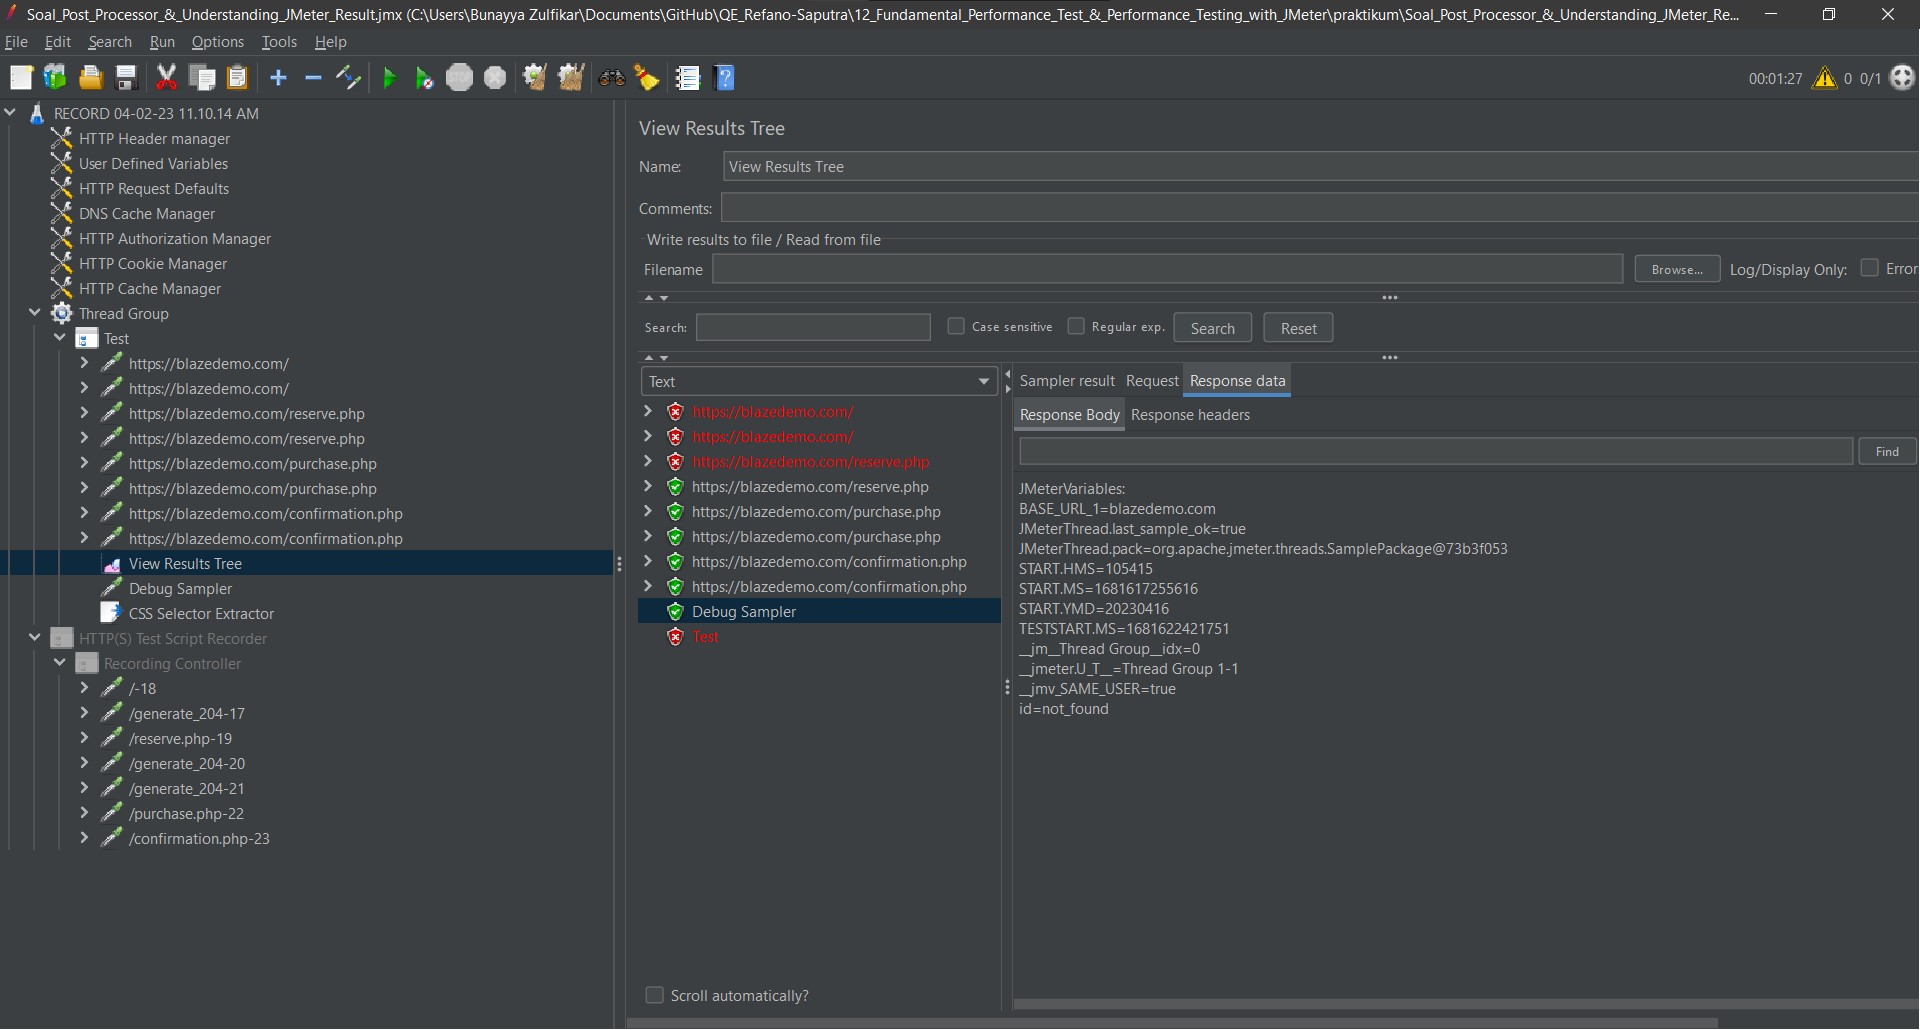 Soal_Post_Processor_&_Understanding_JMeter_Result.jmx (C:\Users\Bunayya Zulfikar\Documents\GitHub\QE_Refano-Saputra\12_Fundamental_Performance_Test_&_Performance_Testing_with_JMeter\praktikum\Soal_Post_Processor_&_Understanding_JMeter_Re...
File Edit Search Run Options Tools Help
STOP
00:01:27 0 0/1
RECORD 04-02-23 11.10.14 AM
HTTP Header manager
User Defined Variables
HTTP Request Defaults
DNS Cache Manager
HTTP Authorization Manager
HTTP Cookie Manager
HTTP Cache Manager
Thread Group
Test
https://blazedemo.com/
https://blazedemo.com/
https://blazedemo.com/reserve.php
https://blazedemo.com/reserve.php
https://blazedemo.com/purchase.php
https://blazedemo.com/purchase.php
https://blazedemo.com/confirmation.php
https://blazedemo.com/confirmation.php
View Results Tree
Debug Sampler
CSS Selector Extractor
HTTP(S) Test Script Recorder
Recording Controller
/-18
/generate_204-17
/reserve.php-19
/generate_204-20
/generate_204-21
/purchase.php-22
/confirmation.php-23
View Results Tree
Name: View Results Tree
Comments:
Write results to file / Read from file
Filename Browse... Log/Display Only: Error
Search: Case sensitive Regular exp. Search Reset
Text
https://blazedemo.com/
https://blazedemo.com/
https://blazedemo.com/reserve.php
https://blazedemo.com/reserve.php
https://blazedemo.com/purchase.php
https://blazedemo.com/purchase.php
https://blazedemo.com/confirmation.php
https://blazedemo.com/confirmation.php
Debug Sampler
Test
Scroll automatically?
Sampler result Request Response data
Response Body Response headers
Find
JMeterVariables:
BASE_URL_1=blazedemo.com
JMeterThread.last_sample_ok=true
JMeterThread.pack=org.apache.jmeter.threads.SamplePackage@73b3f053
START.HMS=105415
START.MS=1681617255616
START.YMD=20230416
TESTSTART.MS=1681622421751
__jm__Thread Group__idx=0
__jmeter.U_T__=Thread Group 1-1
__jmv_SAME_USER=true
id=not_found